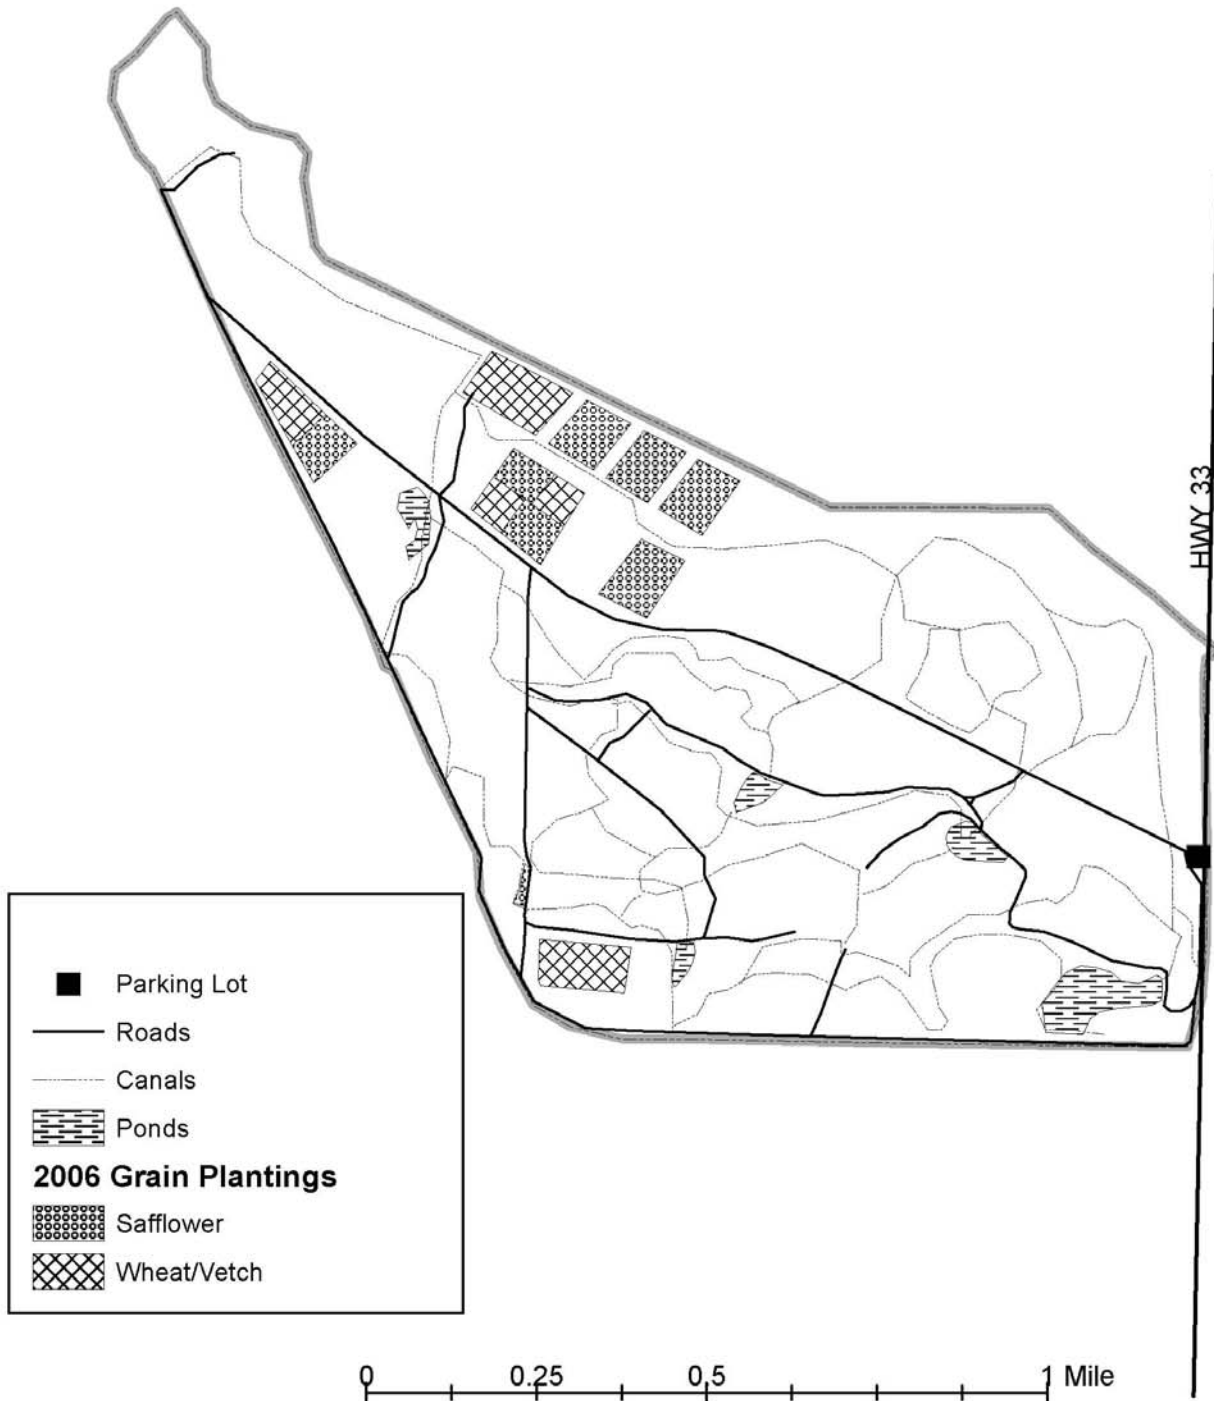 HWY 33
Parking Lot
Roads
Canals
Ponds
2006 Grain Plantings
Safflower
Wheat/Vetch
0 0.25 0.5 1 Mile